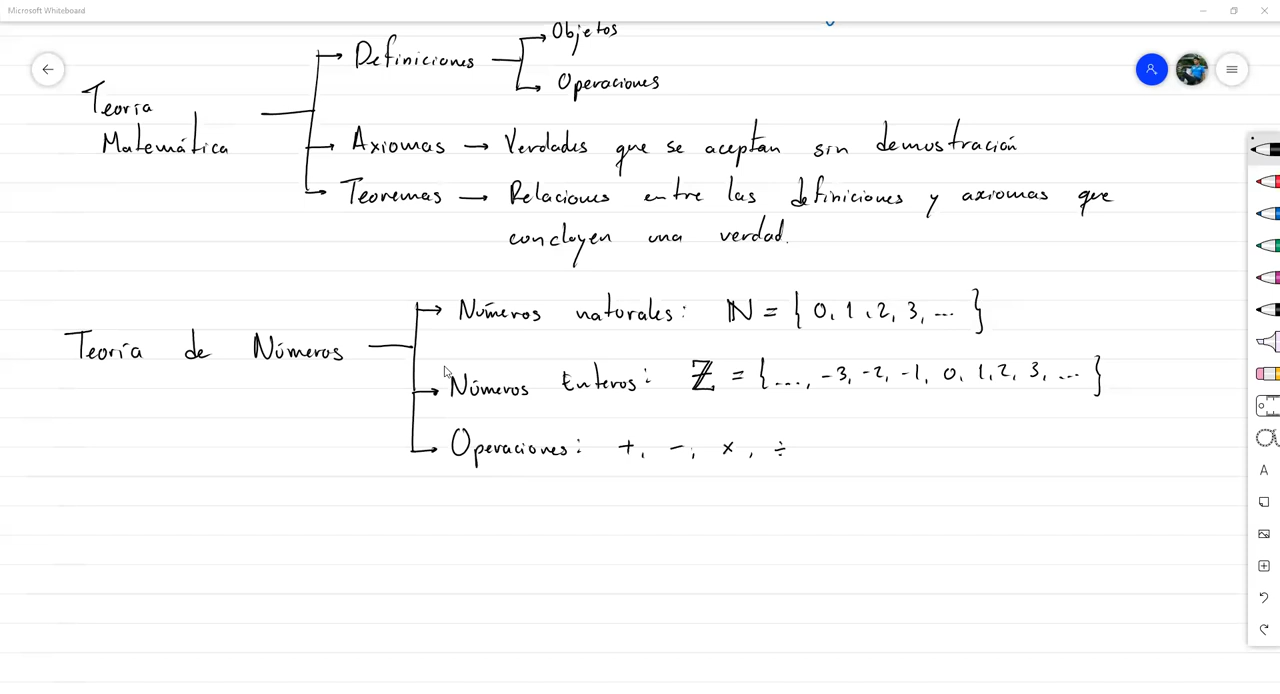 Microsoft Whiteboard
Objetos
Definiciones
Operaciones
Teoría
Matemática
Axiomas → Verdades que se aceptan sin demostración
Teoremas → Relaciones entre las definiciones y axiomas que
concluyen una verdad.
Números naturales: ℕ = { 0, 1, 2, 3, ... }
Teoría de Números
Números Enteros: ℤ = { ..., -3, -2, -1, 0, 1, 2, 3, ... }
Operaciones: +, -, ×, ÷
A